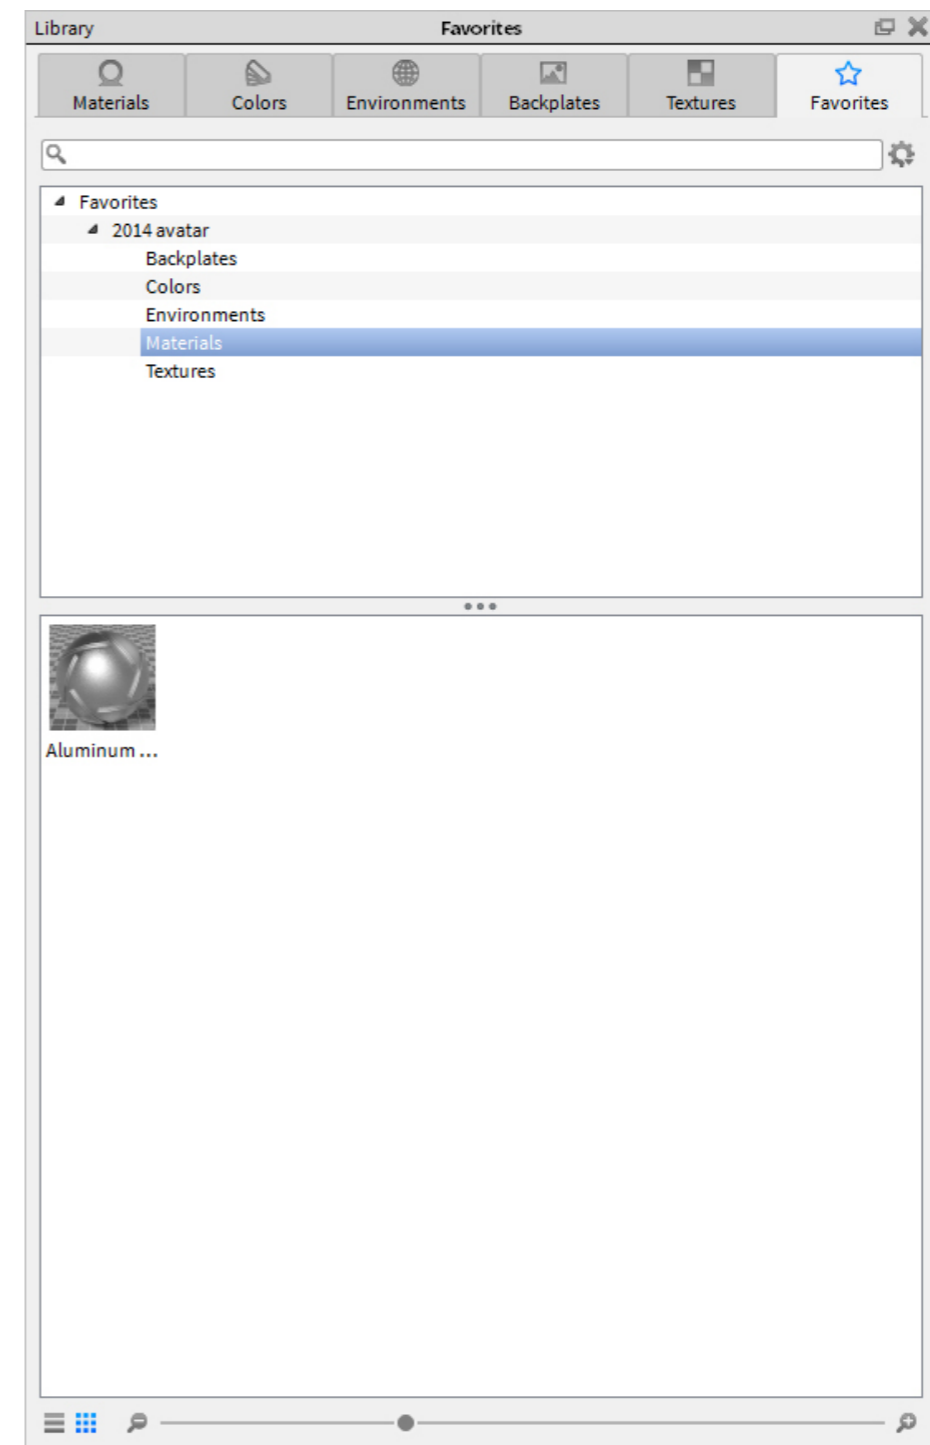 Library Favorites
Materials Colors Environments Backplates Textures Favorites
Favorites
2014 avatar
Backplates
Colors
Environments
Materials
Textures
Aluminum ...